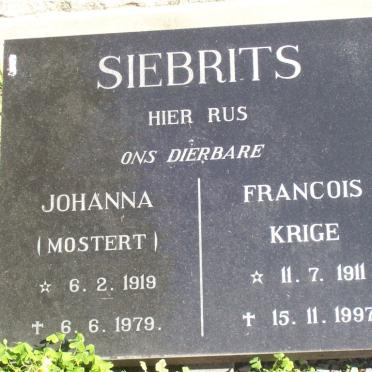 SIEBRITS
HIER RUS
ONS DIERBARE
JOHANNA
(MOSTERT)
☆ 6. 2. 1919
✝ 6. 6. 1979.
FRANCOIS
KRIGE
☆ 11. 7. 1911
✝ 15. 11. 1997